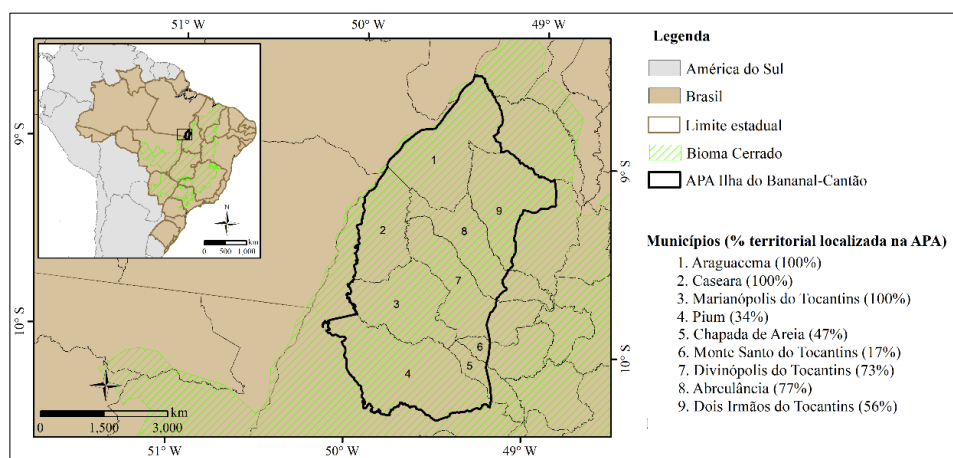 51° W
50° W
49° W
9° S
10° S
N
km
0 500 1,000
1
2
3
4
5
6
7
8
9
km
0 1,500 3,000
9° S
10° S
51° W
50° W
49° W
Legenda
América do Sul
Brasil
Limite estadual
Bioma Cerrado
APA Ilha do Bananal-Cantão
Municípios (% territorial localizada na APA)
1. Araguacema (100%)
2. Caseara (100%)
3. Marianópolis do Tocantins (100%)
4. Pium (34%)
5. Chapada de Areia (47%)
6. Monte Santo do Tocantins (17%)
7. Divinópolis do Tocantins (73%)
8. Abrculância (77%)
9. Dois Irmãos do Tocantins (56%)